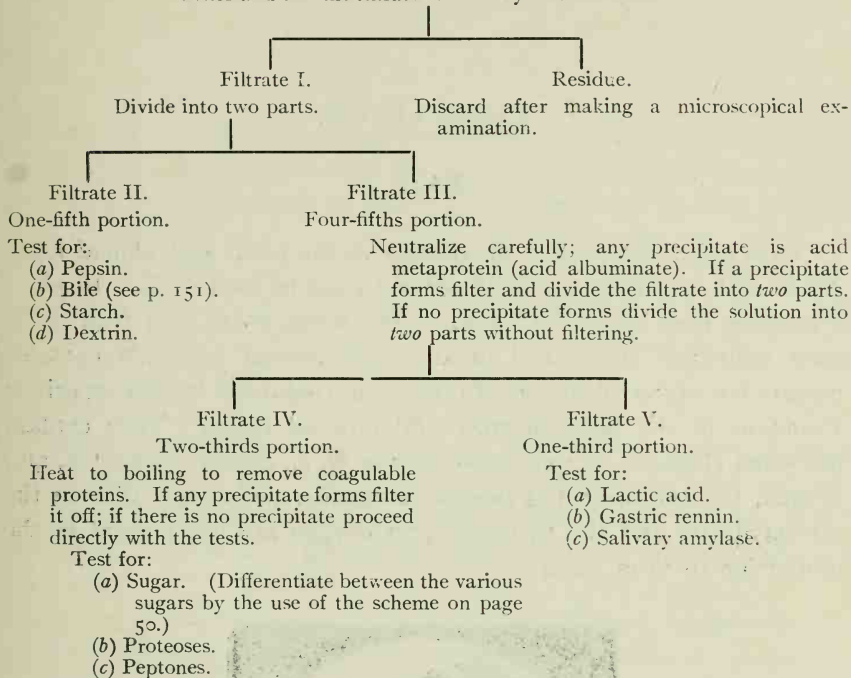 Filtrate I.
Residue.
Divide into two parts.
Discard after making a microscopical ex-
amination.
Filtrate II.
Filtrate III.
One-fifth portion.
Four-fifths portion.
Test for:
(a) Pepsin.
(b) Bile (see p. 151).
(c) Starch.
(d) Dextrin.
Neutralize carefully; any precipitate is acid
metaprotein (acid albuminate). If a precipitate
forms filter and divide the filtrate into two parts.
If no precipitate forms divide the solution into
two parts without filtering.
Filtrate IV.
Filtrate V.
Two-thirds portion.
One-third portion.
Heat to boiling to remove coagulable
proteins. If any precipitate forms filter
it off; if there is no precipitate proceed
directly with the tests.
Test for:
(a) Sugar. (Differentiate between the various
sugars by the use of the scheme on page
50.)
(b) Proteoses.
(c) Peptones.
Test for:
(a) Lactic acid.
(b) Gastric rennin.
(c) Salivary amylase.